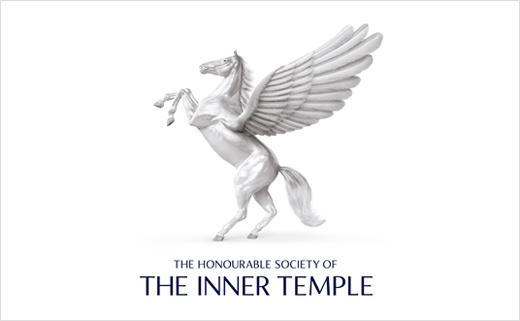 THE HONOURABLE SOCIETY OF
THE INNER TEMPLE